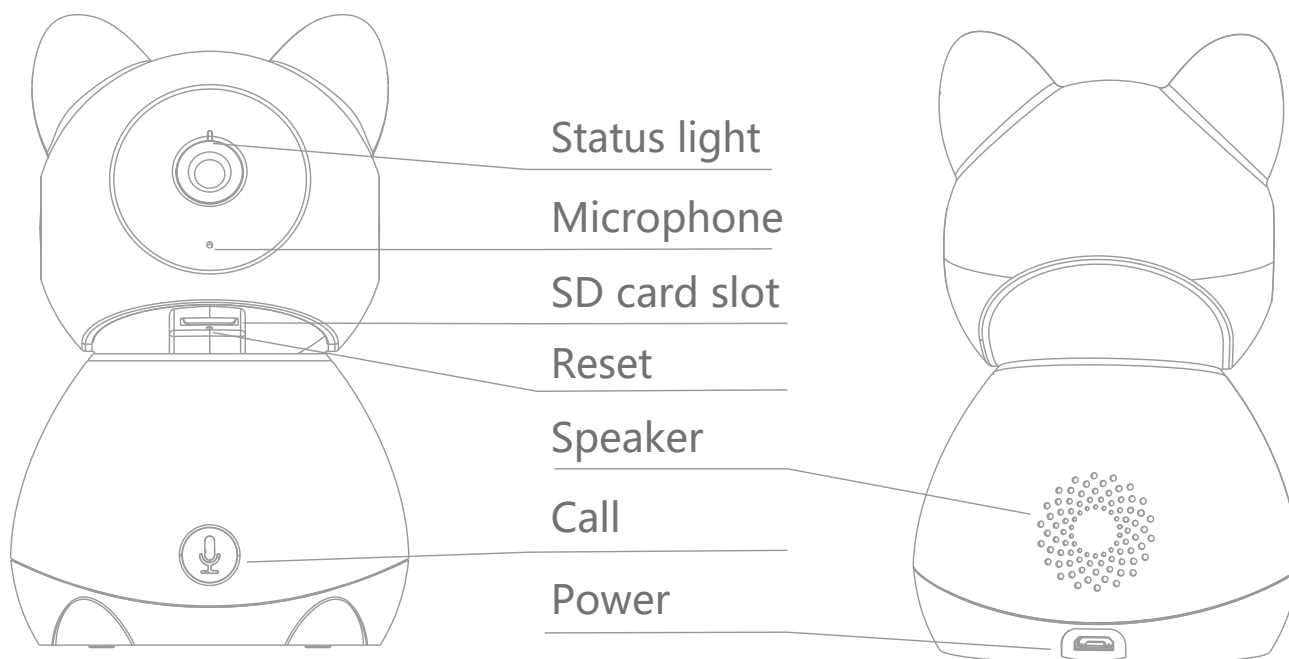 Status light
Microphone
SD card slot
Reset
Speaker
Call
Power